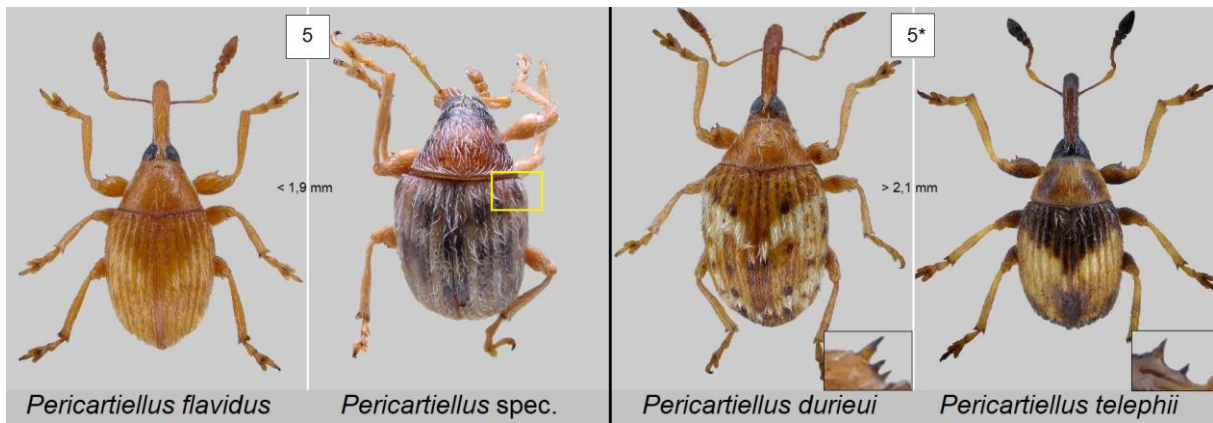 5
5*
< 1,9 mm
> 2,1 mm
Pericartiellus flavidus
Pericartiellus spec.
Pericartiellus durieui
Pericartiellus telephii